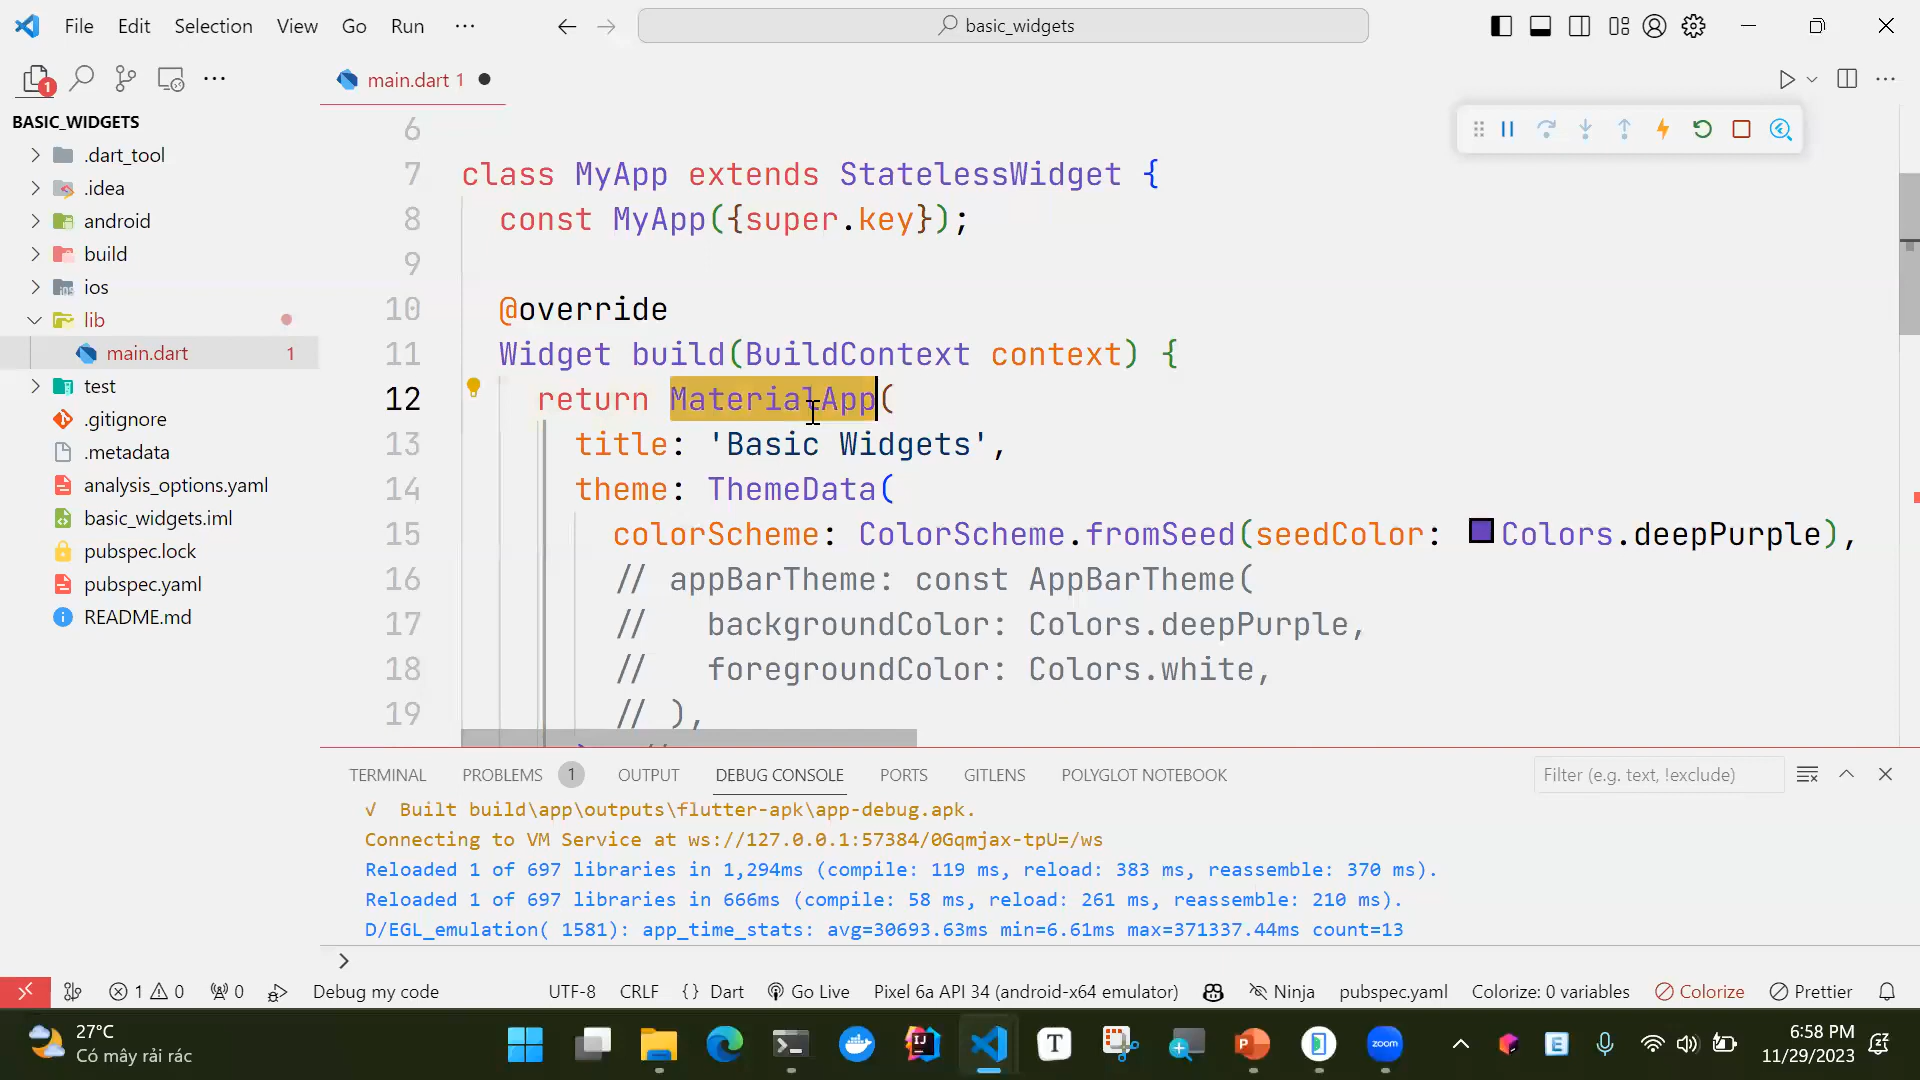 File Edit Selection View Go Run ···
basic_widgets
1
main.dart 1
BASIC_WIDGETS
.dart_tool
.idea
android
build
ios
lib
main.dart 1
test
.gitignore
.metadata
analysis_options.yaml
basic_widgets.iml
pubspec.lock
pubspec.yaml
README.md
6
7 class MyApp extends StatelessWidget {
8 const MyApp({super.key});
9
10 @override
11 Widget build(BuildContext context) {
12 return MaterialApp(
13 title: 'Basic Widgets',
14 theme: ThemeData(
15 colorScheme: ColorScheme.fromSeed(seedColor: Colors.deepPurple),
16 // appBarTheme: const AppBarTheme(
17 //   backgroundColor: Colors.deepPurple,
18 //   foregroundColor: Colors.white,
19 // ),
TERMINAL PROBLEMS 1 OUTPUT DEBUG CONSOLE PORTS GITLENS POLYGLOT NOTEBOOK
Filter (e.g. text, !exclude)
√ Built build\app\outputs\flutter-apk\app-debug.apk.
Connecting to VM Service at ws://127.0.0.1:57384/0Gqmjax-tpU=/ws
Reloaded 1 of 697 libraries in 1,294ms (compile: 119 ms, reload: 383 ms, reassemble: 370 ms).
Reloaded 1 of 697 libraries in 666ms (compile: 58 ms, reload: 261 ms, reassemble: 210 ms).
D/EGL_emulation( 1581): app_time_stats: avg=30693.63ms min=6.61ms max=371337.44ms count=13
>
1 0 0 Debug my code UTF-8 CRLF {} Dart Go Live Pixel 6a API 34 (android-x64 emulator) Ninja pubspec.yaml Colorize: 0 variables Colorize Prettier
27°C
Có mây rải rác
T
zoom
E
6:58 PM
11/29/2023